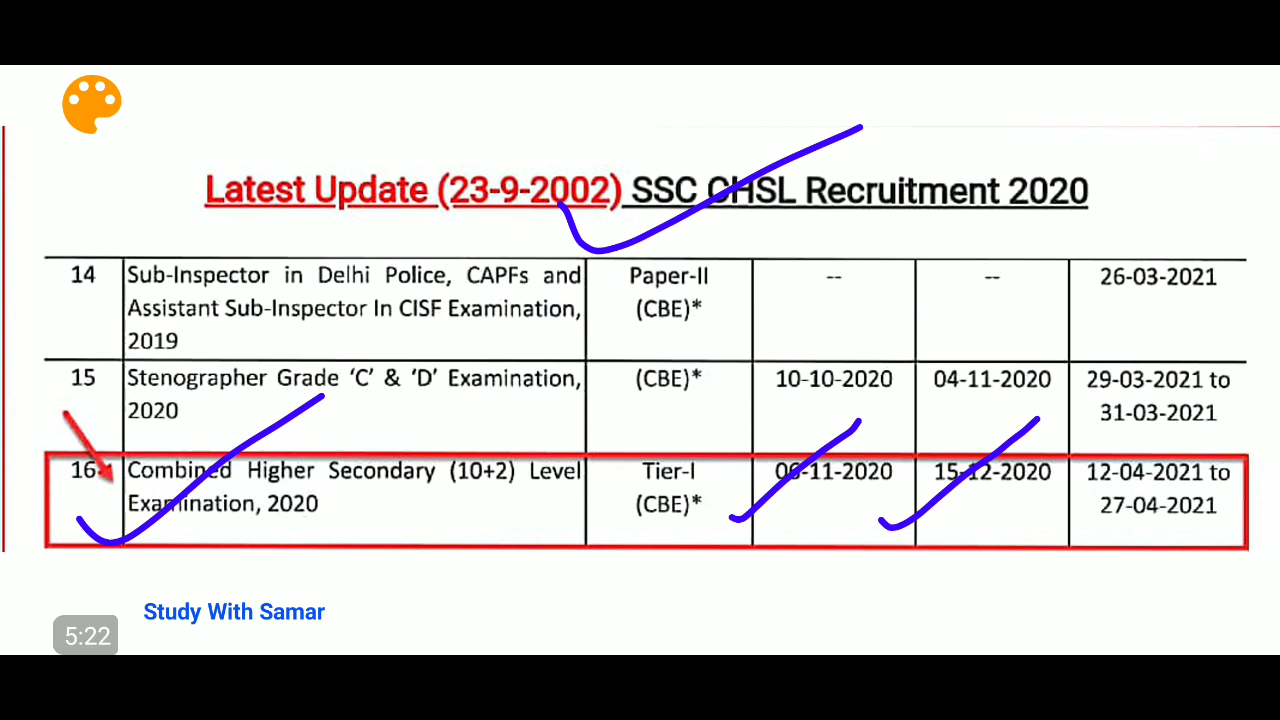 Latest Update (23-9-2002) SSC CHSL Recruitment 2020
14 Sub-Inspector in Delhi Police, CAPFs and Paper-II -- -- 26-03-2021
Assistant Sub-Inspector In CISF Examination, (CBE)*
2019
15 Stenographer Grade ‘C’ & ‘D’ Examination, (CBE)* 10-10-2020 04-11-2020 29-03-2021 to
2020 31-03-2021
16 Combined Higher Secondary (10+2) Level Tier-I 06-11-2020 15-12-2020 12-04-2021 to
Examination, 2020 (CBE)* 27-04-2021
Study With Samar
5:22